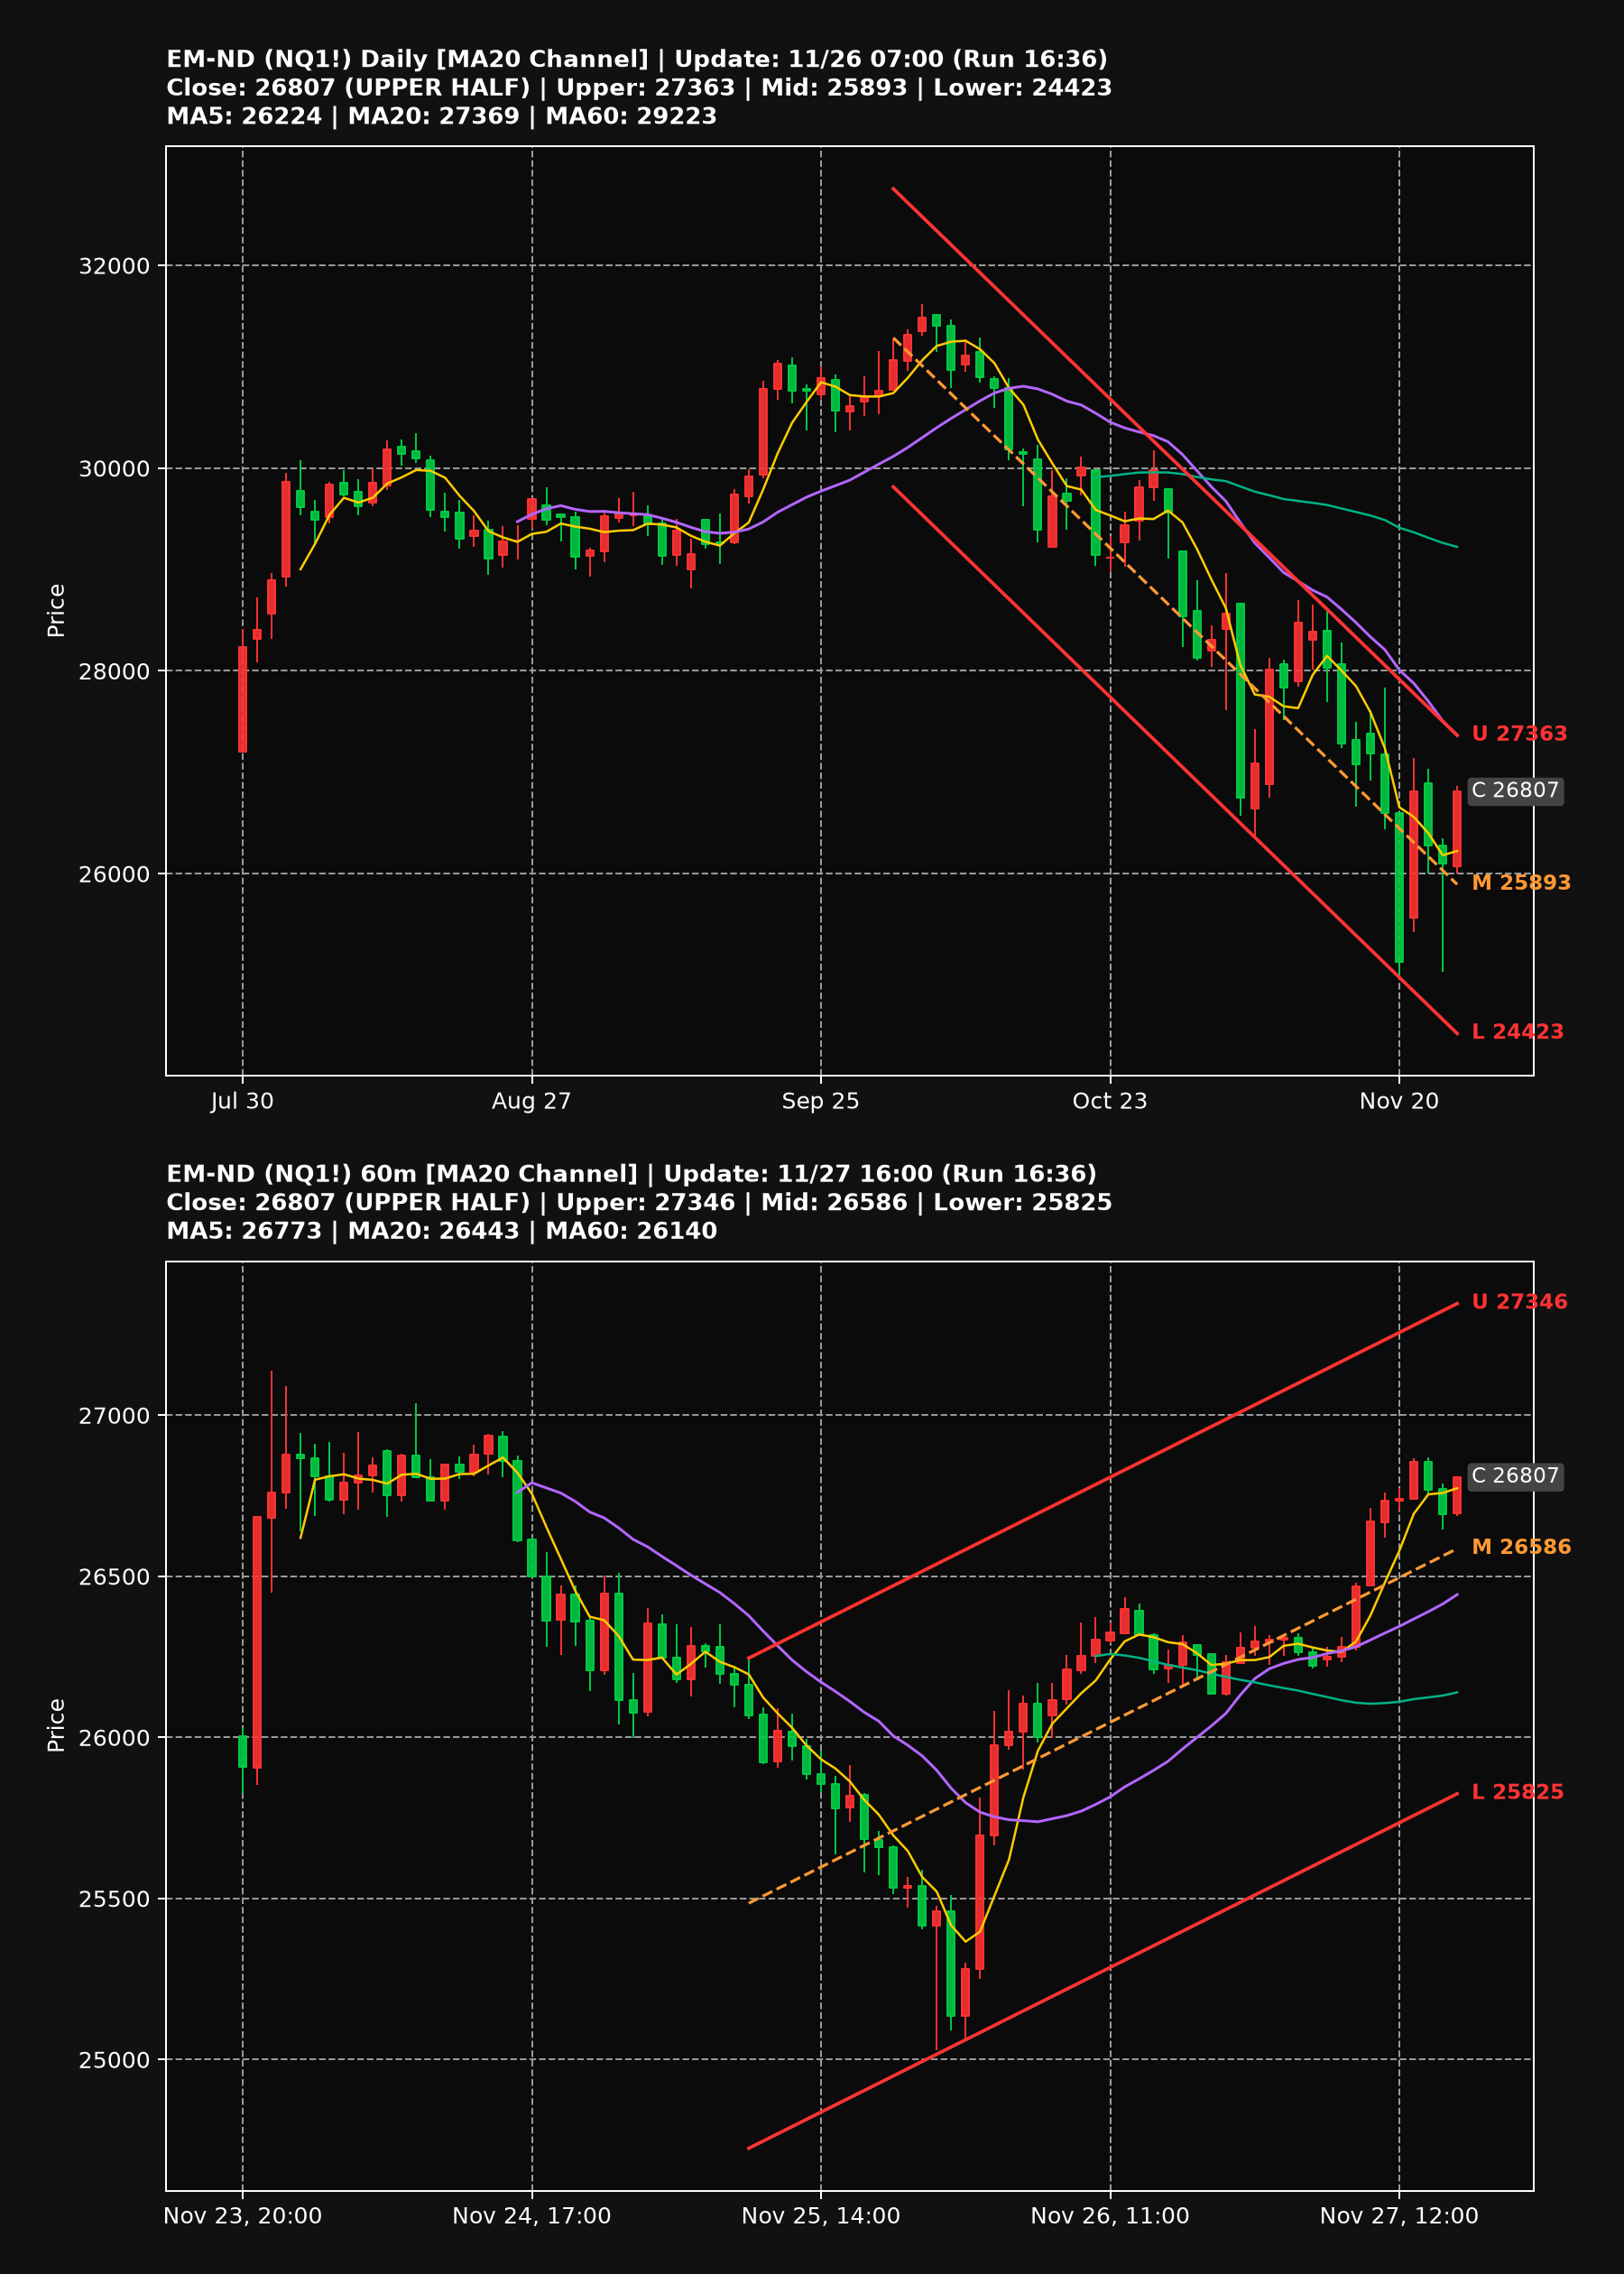 EM-ND (NQ1!) Daily [MA20 Channel] | Update: 11/26 07:00 (Run 16:36)
Close: 26807 (UPPER HALF) | Upper: 27363 | Mid: 25893 | Lower: 24423
MA5: 26224 | MA20: 27369 | MA60: 29223
32000
30000
28000
26000
Price
U 27363
C 26807
M 25893
L 24423
Jul 30
Aug 27
Sep 25
Oct 23
Nov 20
EM-ND (NQ1!) 60m [MA20 Channel] | Update: 11/27 16:00 (Run 16:36)
Close: 26807 (UPPER HALF) | Upper: 27346 | Mid: 26586 | Lower: 25825
MA5: 26773 | MA20: 26443 | MA60: 26140
27000
26500
26000
25500
25000
Price
U 27346
C 26807
M 26586
L 25825
Nov 23, 20:00
Nov 24, 17:00
Nov 25, 14:00
Nov 26, 11:00
Nov 27, 12:00